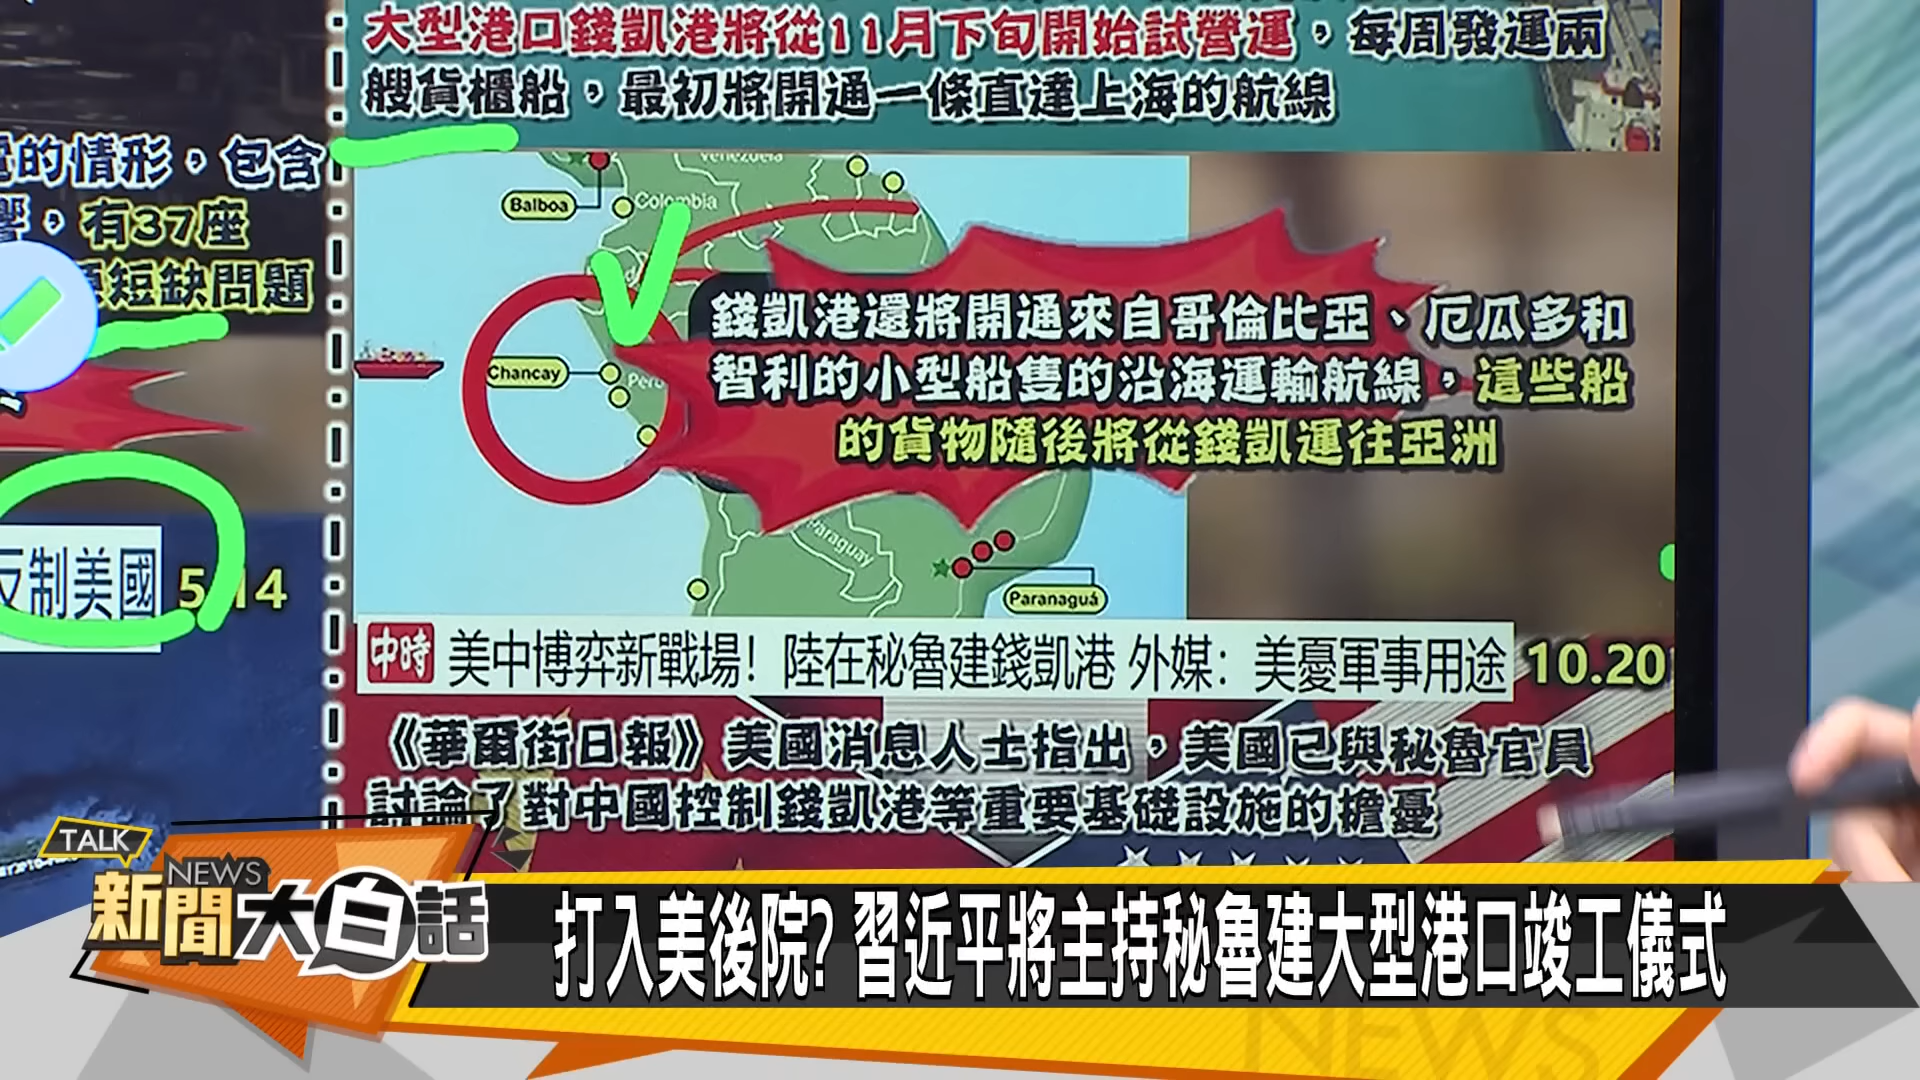 大型港口錢凱港將從11月下旬開始試營運，每周發運兩
艘貨櫃船，最初將開通一條直達上海的航線
的情形，包含
有37座
短缺問題
反制美國 5.14
Venezuela
Balboa
Colombia
Chancay
Peru
Paraguay
Paranaguá
錢凱港還將開通來自哥倫比亞、厄瓜多和
智利的小型船隻的沿海運輸航線，這些船
的貨物隨後將從錢凱運往亞洲
中時 美中博弈新戰場！陸在秘魯建錢凱港 外媒：美憂軍事用途 10.20
《華爾街日報》美國消息人士指出，美國已與秘魯官員
討論了對中國控制錢凱港等重要基礎設施的擔憂
TALK
NEWS
新聞大白話
打入美後院? 習近平將主持秘魯建大型港口竣工儀式
NEWS